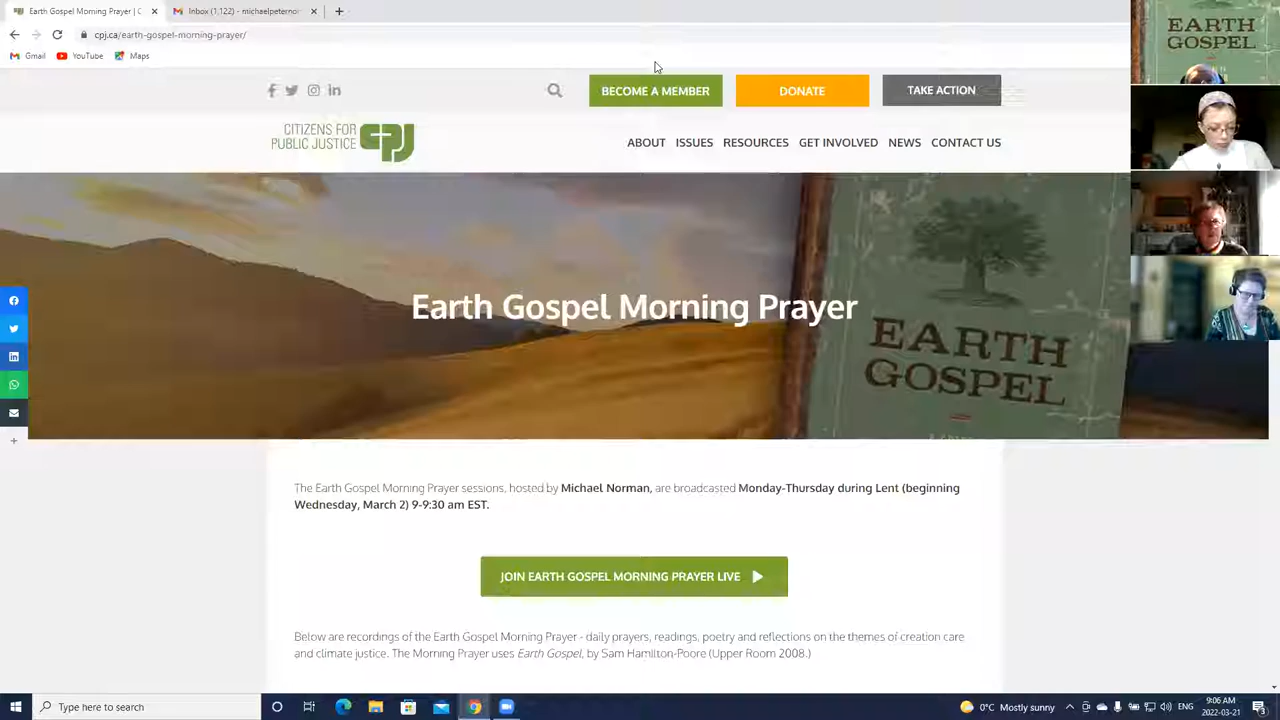 Earth Gospel Morning Prayer | C
Inbox (1,122) - michaelpeternor
cpj.ca/earth-gospel-morning-prayer/
Gmail
YouTube
Maps
BECOME A MEMBER
DONATE
TAKE ACTION
CITIZENS FOR
PUBLIC JUSTICE
CPJ
ABOUT
ISSUES
RESOURCES
GET INVOLVED
NEWS
CONTACT US
Earth Gospel Morning Prayer
EARTH
GOSPEL
EARTH
GOSPEL
The Earth Gospel Morning Prayer sessions, hosted by Michael Norman, are broadcasted Monday-Thursday during Lent (beginning
Wednesday, March 2) 9-9:30 am EST.
JOIN EARTH GOSPEL MORNING PRAYER LIVE
Below are recordings of the Earth Gospel Morning Prayer - daily prayers, readings, poetry and reflections on the themes of creation care
and climate justice. The Morning Prayer uses Earth Gospel, by Sam Hamilton-Poore (Upper Room 2008.)
Type here to search
0°C Mostly sunny
ENG
9:06 AM
2022-03-21